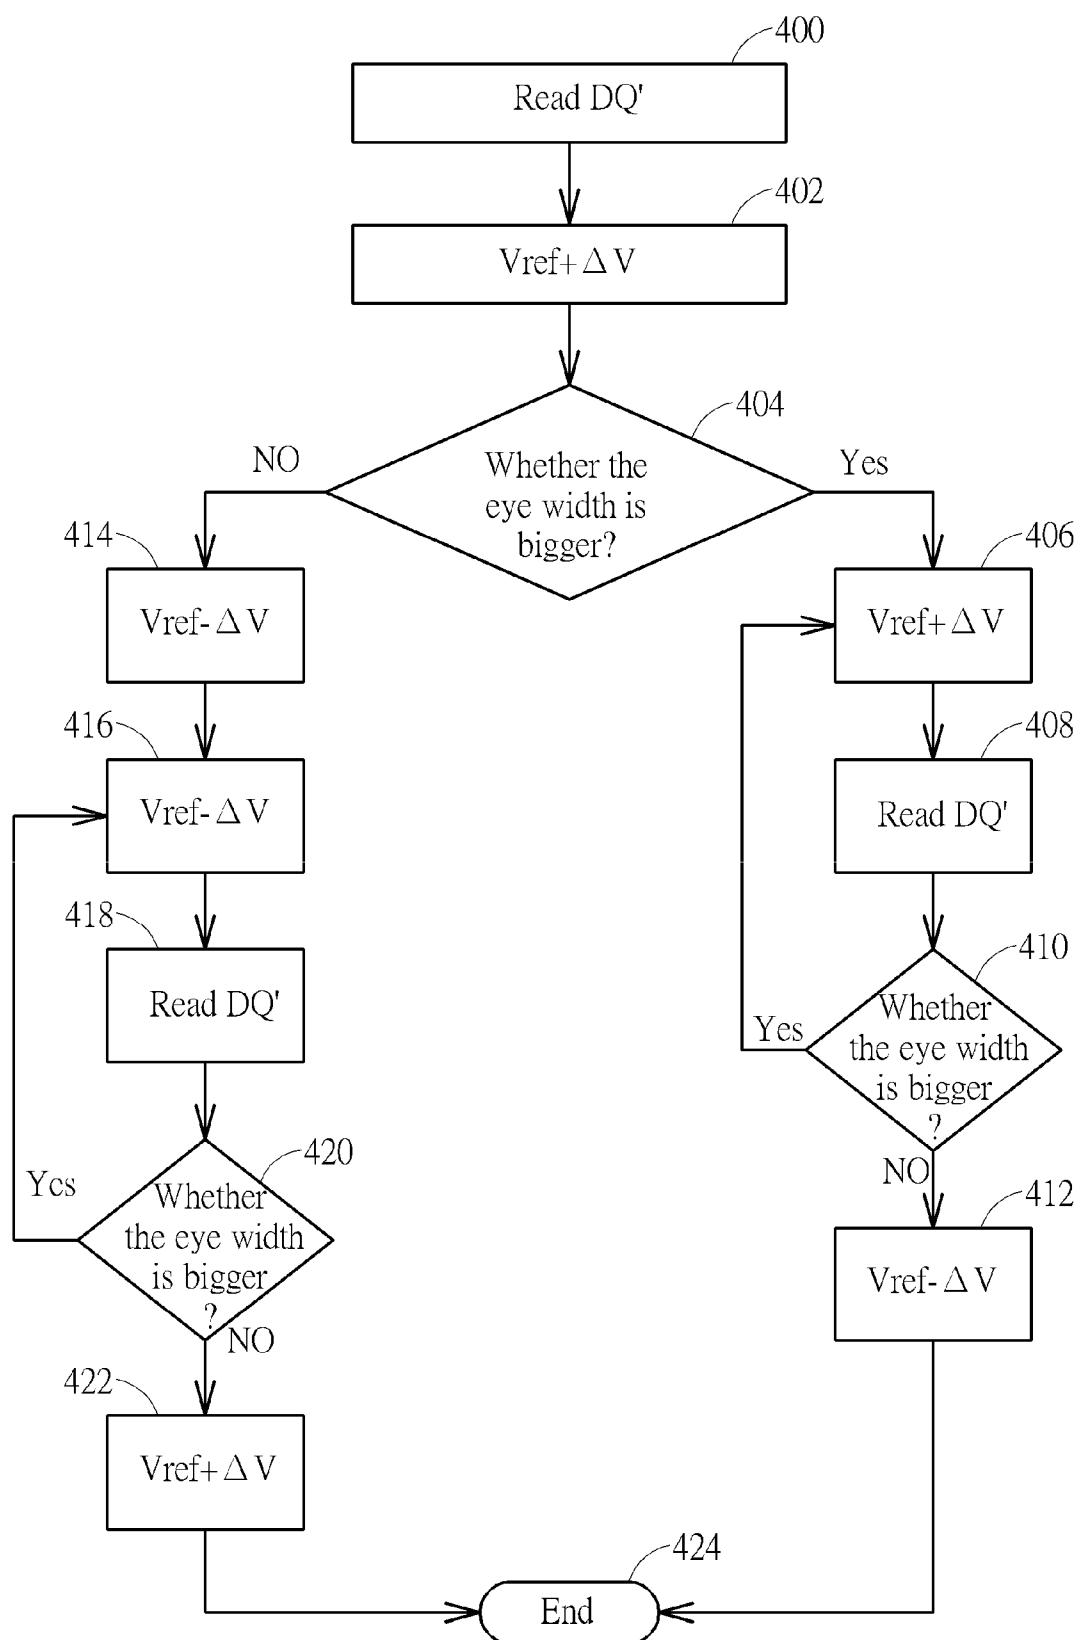 400
Read DQ'
402
Vref+ΔV
404
Whether the
eye width is
bigger?
NO
Yes
414
Vref-ΔV
406
Vref+ΔV
416
Vref-ΔV
408
Read DQ'
418
Read DQ'
410
Whether
the eye width
is bigger
?
Yes
NO
420
Whether
the eye width
is bigger
?
Yes
NO
412
Vref-ΔV
422
Vref+ΔV
424
End